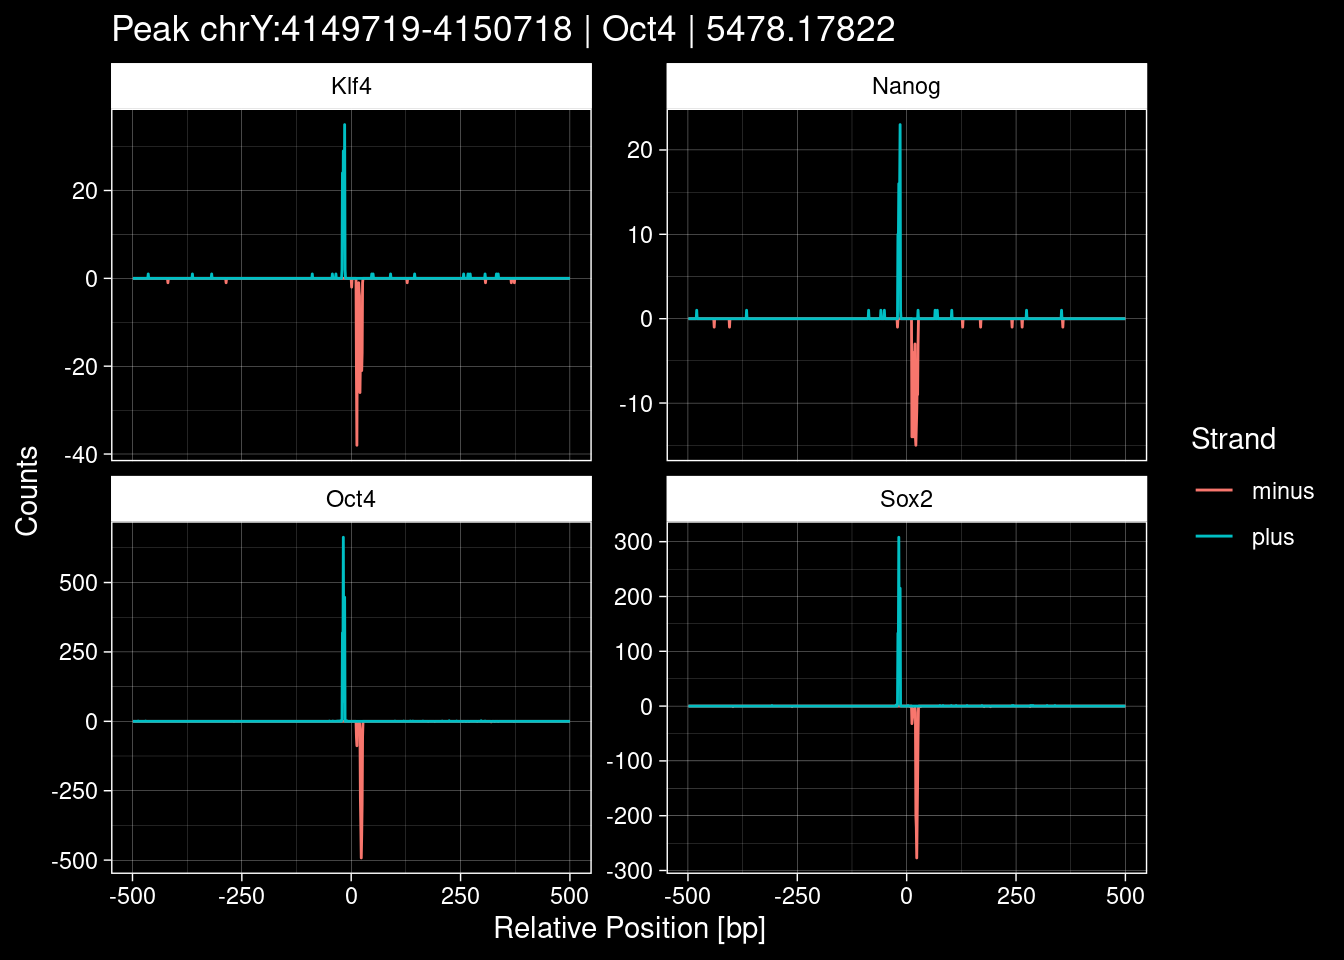 Peak chrY:4149719-4150718 | Oct4 | 5478.17822
Klf4
Nanog
20
0
-20
-40
20
10
0
-10
Oct4
Sox2
500
250
0
-250
-500
300
200
100
0
-100
-200
-300
-500 -250 0 250 500
-500 -250 0 250 500
Relative Position [bp]
Counts
Strand
minus
plus